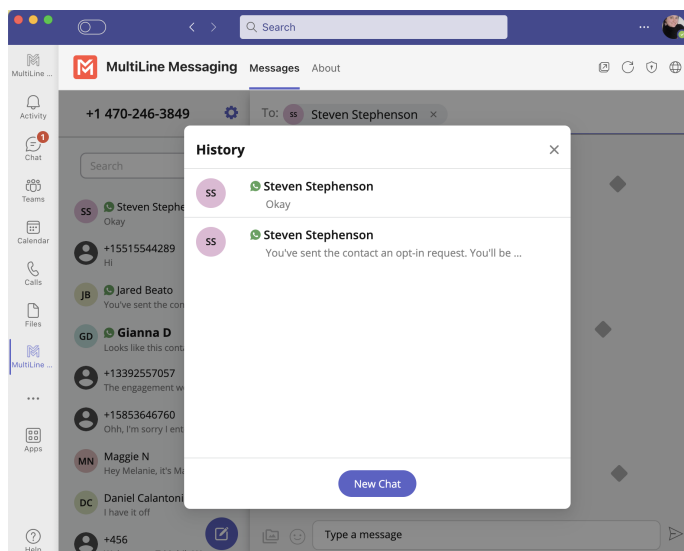 Search
MultiLine ...
MultiLine Messaging
Messages
About
Activity
+1 470-246-3849
To:
SS
Steven Stephenson
1
Chat
Search
History
Teams
SS
Steven Stephenson
Okay
SS
Steven Stephenson
You've sent the contact an opt-in request. You'll be ...
SS
Steven Stephe
Okay
Calendar
+15515544289
Hi
Calls
JB
Jared Beato
You've sent the con
Files
GD
Gianna D
Looks like this conta
MultiLine ...
+13392557057
The engagement w
+15853646760
Ohh, I'm sorry I ent
Apps
MN
Maggie N
Hey Melanie, it's Ma
New Chat
DC
Daniel Calantoni
I have it off
Help
+456
Type a message